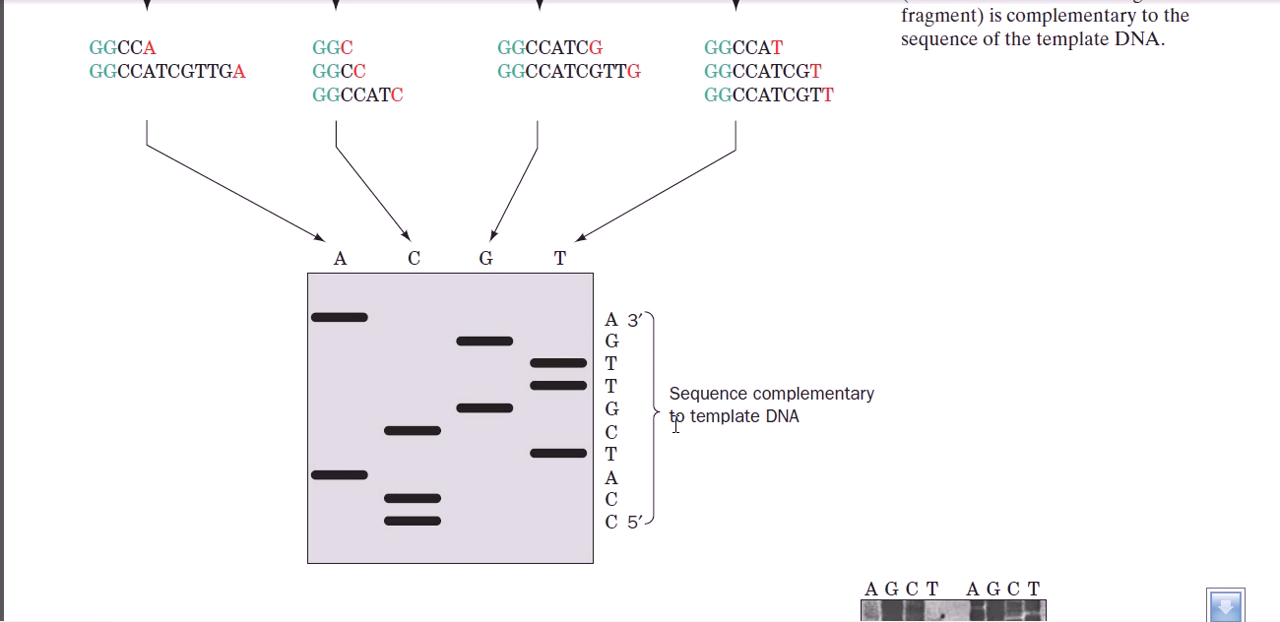 fragment) is complementary to the
sequence of the template DNA.
GGCCA
GGCCATCGTTGA
GGC
GGCC
GGCCATC
GGCCATCG
GGCCATCGTTG
GGCCAT
GGCCATCGT
GGCCATCGTT
A C G T
A 3′
G
T
T
G
C
T
A
C
C 5′
Sequence complementary
to template DNA
A G C T A G C T